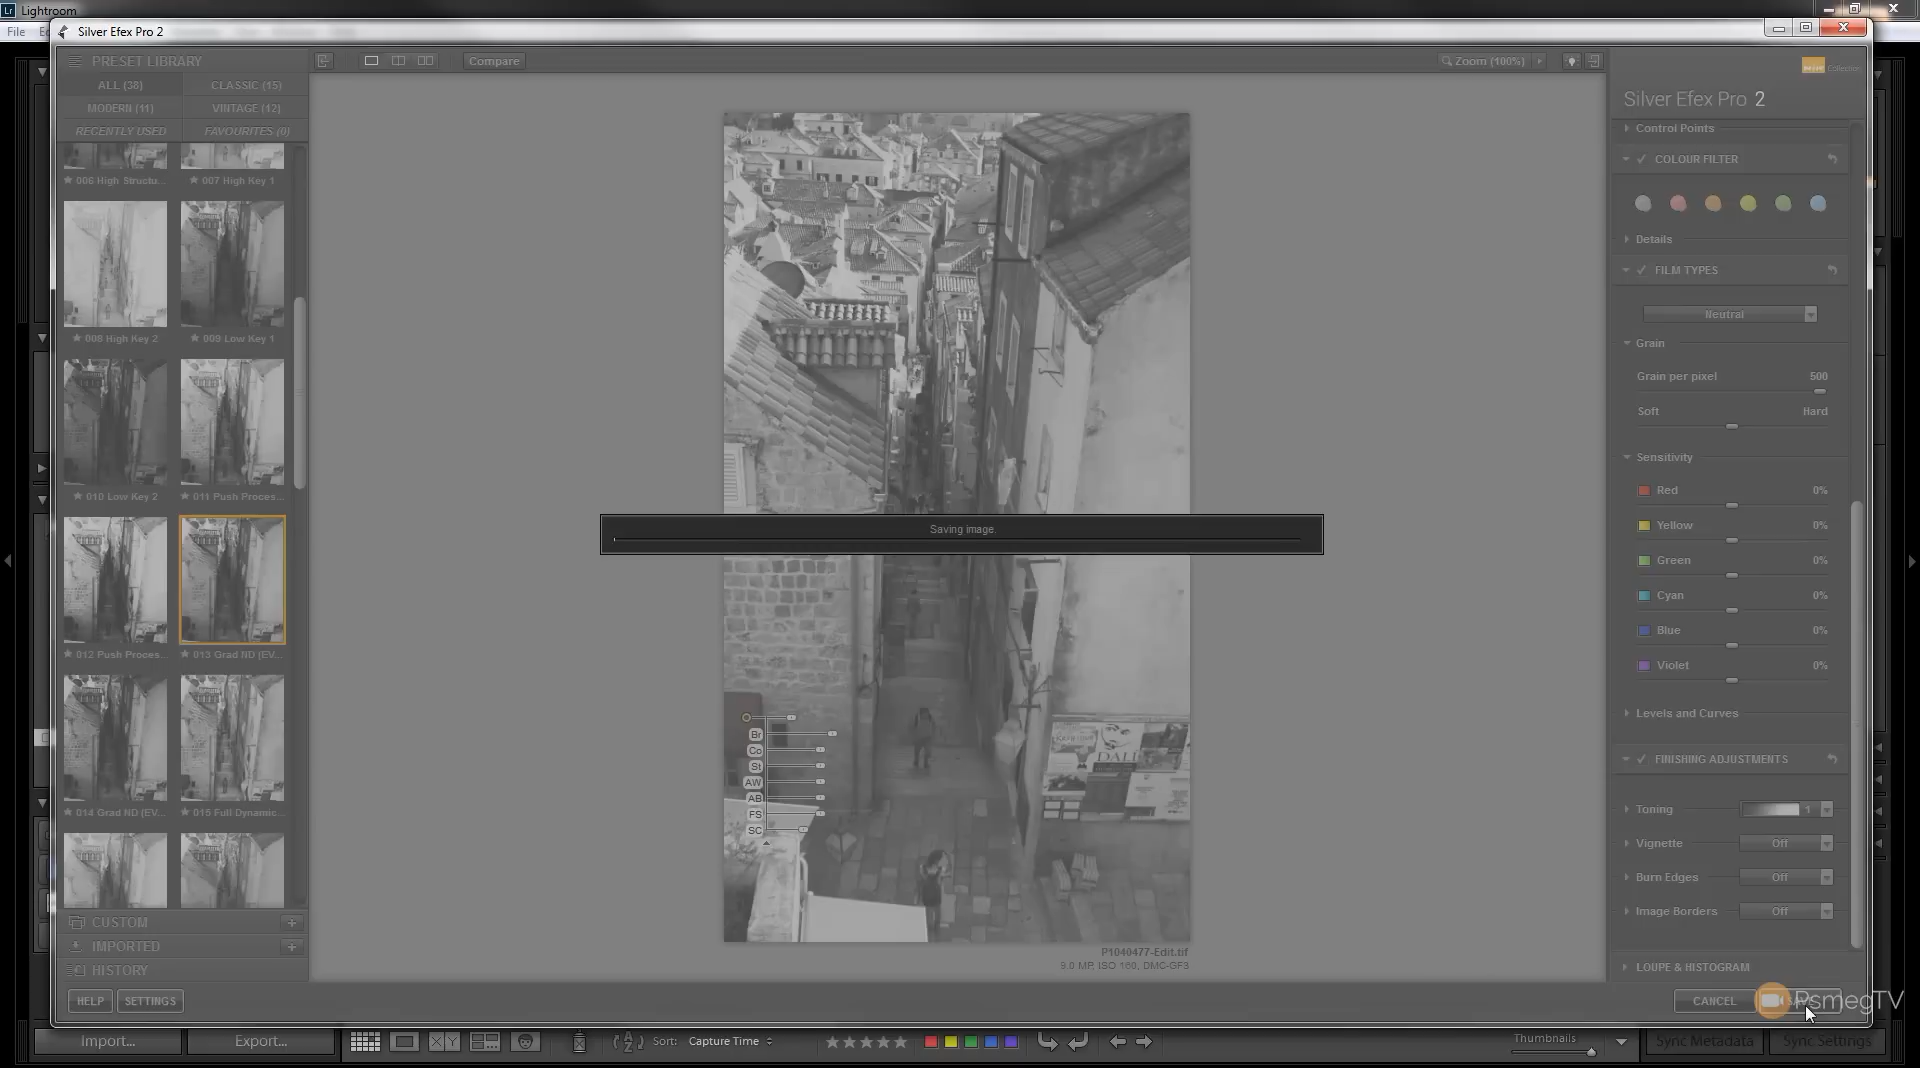 Lr Lightroom
File
Silver Efex Pro 2
PRESET LIBRARY
ALL (38)
CLASSIC (15)
MODERN (11)
VINTAGE (12)
RECENTLY USED
FAVOURITES (0)
Compare
Zoom (100%)
Collection
Silver Efex Pro 2
006 High Structu...
007 High Key 1
008 High Key 2
009 Low Key 1
010 Low Key 2
011 Push Proces...
012 Push Proces...
013 Grad ND (EV...
014 Grad ND (EV...
015 Full Dynamic...
CUSTOM
IMPORTED
HISTORY
HELP
SETTINGS
Saving image.
Br
Co
St
AW
AB
FS
SC
DALI
P1040477-Edit.tif
9.0 MP, ISO 160, DMC-GF3
Control Points
COLOUR FILTER
Details
FILM TYPES
Neutral
Grain
Grain per pixel 500
Soft Hard
Sensitivity
Red 0%
Yellow 0%
Green 0%
Cyan 0%
Blue 0%
Violet 0%
Levels and Curves
FINISHING ADJUSTMENTS
Toning 1
Vignette Off
Burn Edges Off
Image Borders Off
LOUPE & HISTOGRAM
CANCEL
SAVE
PsmegTV
Import...
Export...
Sort: Capture Time
Thumbnails
Sync Metadata
Sync Settings